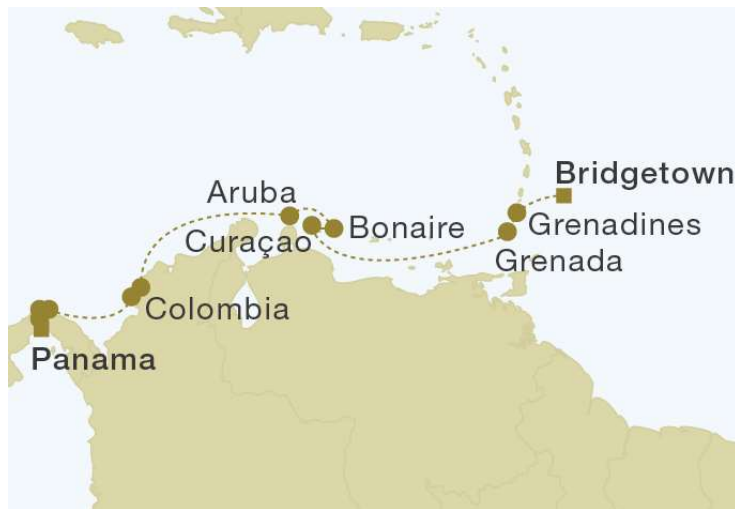 Bridgetown
Aruba
Bonaire
Grenadines
Curaçao
Grenada
Colombia
Panama